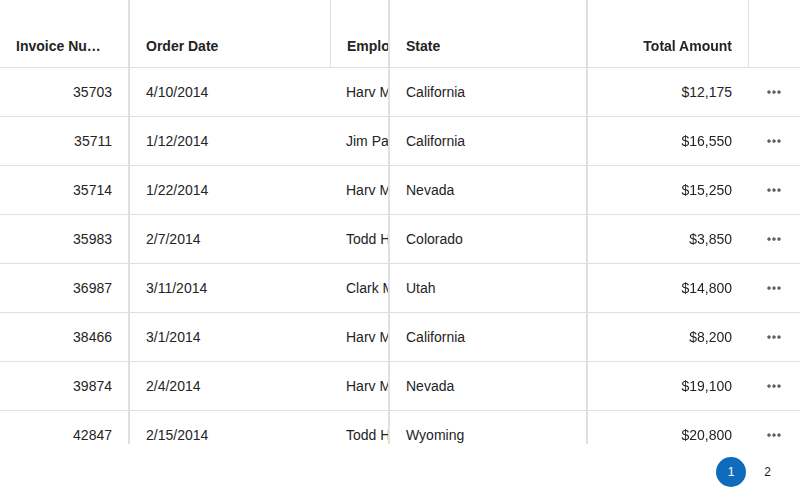 Invoice Nu… Order Date Emplo State Total Amount
35703 4/10/2014 Harv M California $12,175
35711 1/12/2014 Jim Pa California $16,550
35714 1/22/2014 Harv M Nevada $15,250
35983 2/7/2014 Todd H Colorado $3,850
36987 3/11/2014 Clark M Utah $14,800
38466 3/1/2014 Harv M California $8,200
39874 2/4/2014 Harv M Nevada $19,100
42847 2/15/2014 Todd H Wyoming $20,800
1 2